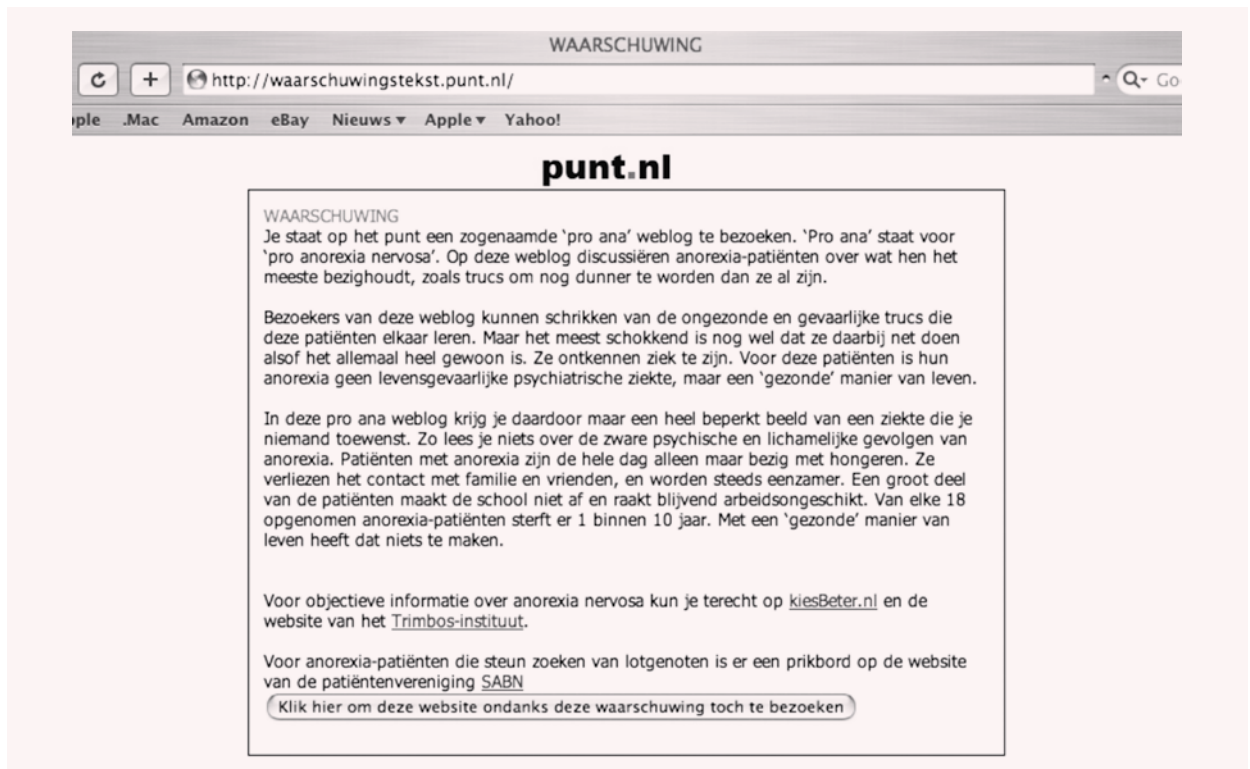 WAARSCHUWING
http://waarschuwingstekst.punt.nl/
Go
ple .Mac Amazon eBay Nieuws Apple Yahoo!
punt.nl
WAARSCHUWING
Je staat op het punt een zogenaamde ‘pro ana’ weblog te bezoeken. ‘Pro ana’ staat voor
‘pro anorexia nervosa’. Op deze weblog discussiëren anorexia-patiënten over wat hen het
meeste bezighoudt, zoals trucs om nog dunner te worden dan ze al zijn.
Bezoekers van deze weblog kunnen schrikken van de ongezonde en gevaarlijke trucs die
deze patiënten elkaar leren. Maar het meest schokkend is nog wel dat ze daarbij net doen
alsof het allemaal heel gewoon is. Ze ontkennen ziek te zijn. Voor deze patiënten is hun
anorexia geen levensgevaarlijke psychiatrische ziekte, maar een ‘gezonde’ manier van leven.
In deze pro ana weblog krijg je daardoor maar een heel beperkt beeld van een ziekte die je
niemand toewenst. Zo lees je niets over de zware psychische en lichamelijke gevolgen van
anorexia. Patiënten met anorexia zijn de hele dag alleen maar bezig met hongeren. Ze
verliezen het contact met familie en vrienden, en worden steeds eenzamer. Een groot deel
van de patiënten maakt de school niet af en raakt blijvend arbeidsongeschikt. Van elke 18
opgenomen anorexia-patiënten sterft er 1 binnen 10 jaar. Met een ‘gezonde’ manier van
leven heeft dat niets te maken.
Voor objectieve informatie over anorexia nervosa kun je terecht op kiesBeter.nl en de
website van het Trimbos-instituut.
Voor anorexia-patiënten die steun zoeken van lotgenoten is er een prikbord op de website
van de patiëntenvereniging SABN
Klik hier om deze website ondanks deze waarschuwing toch te bezoeken